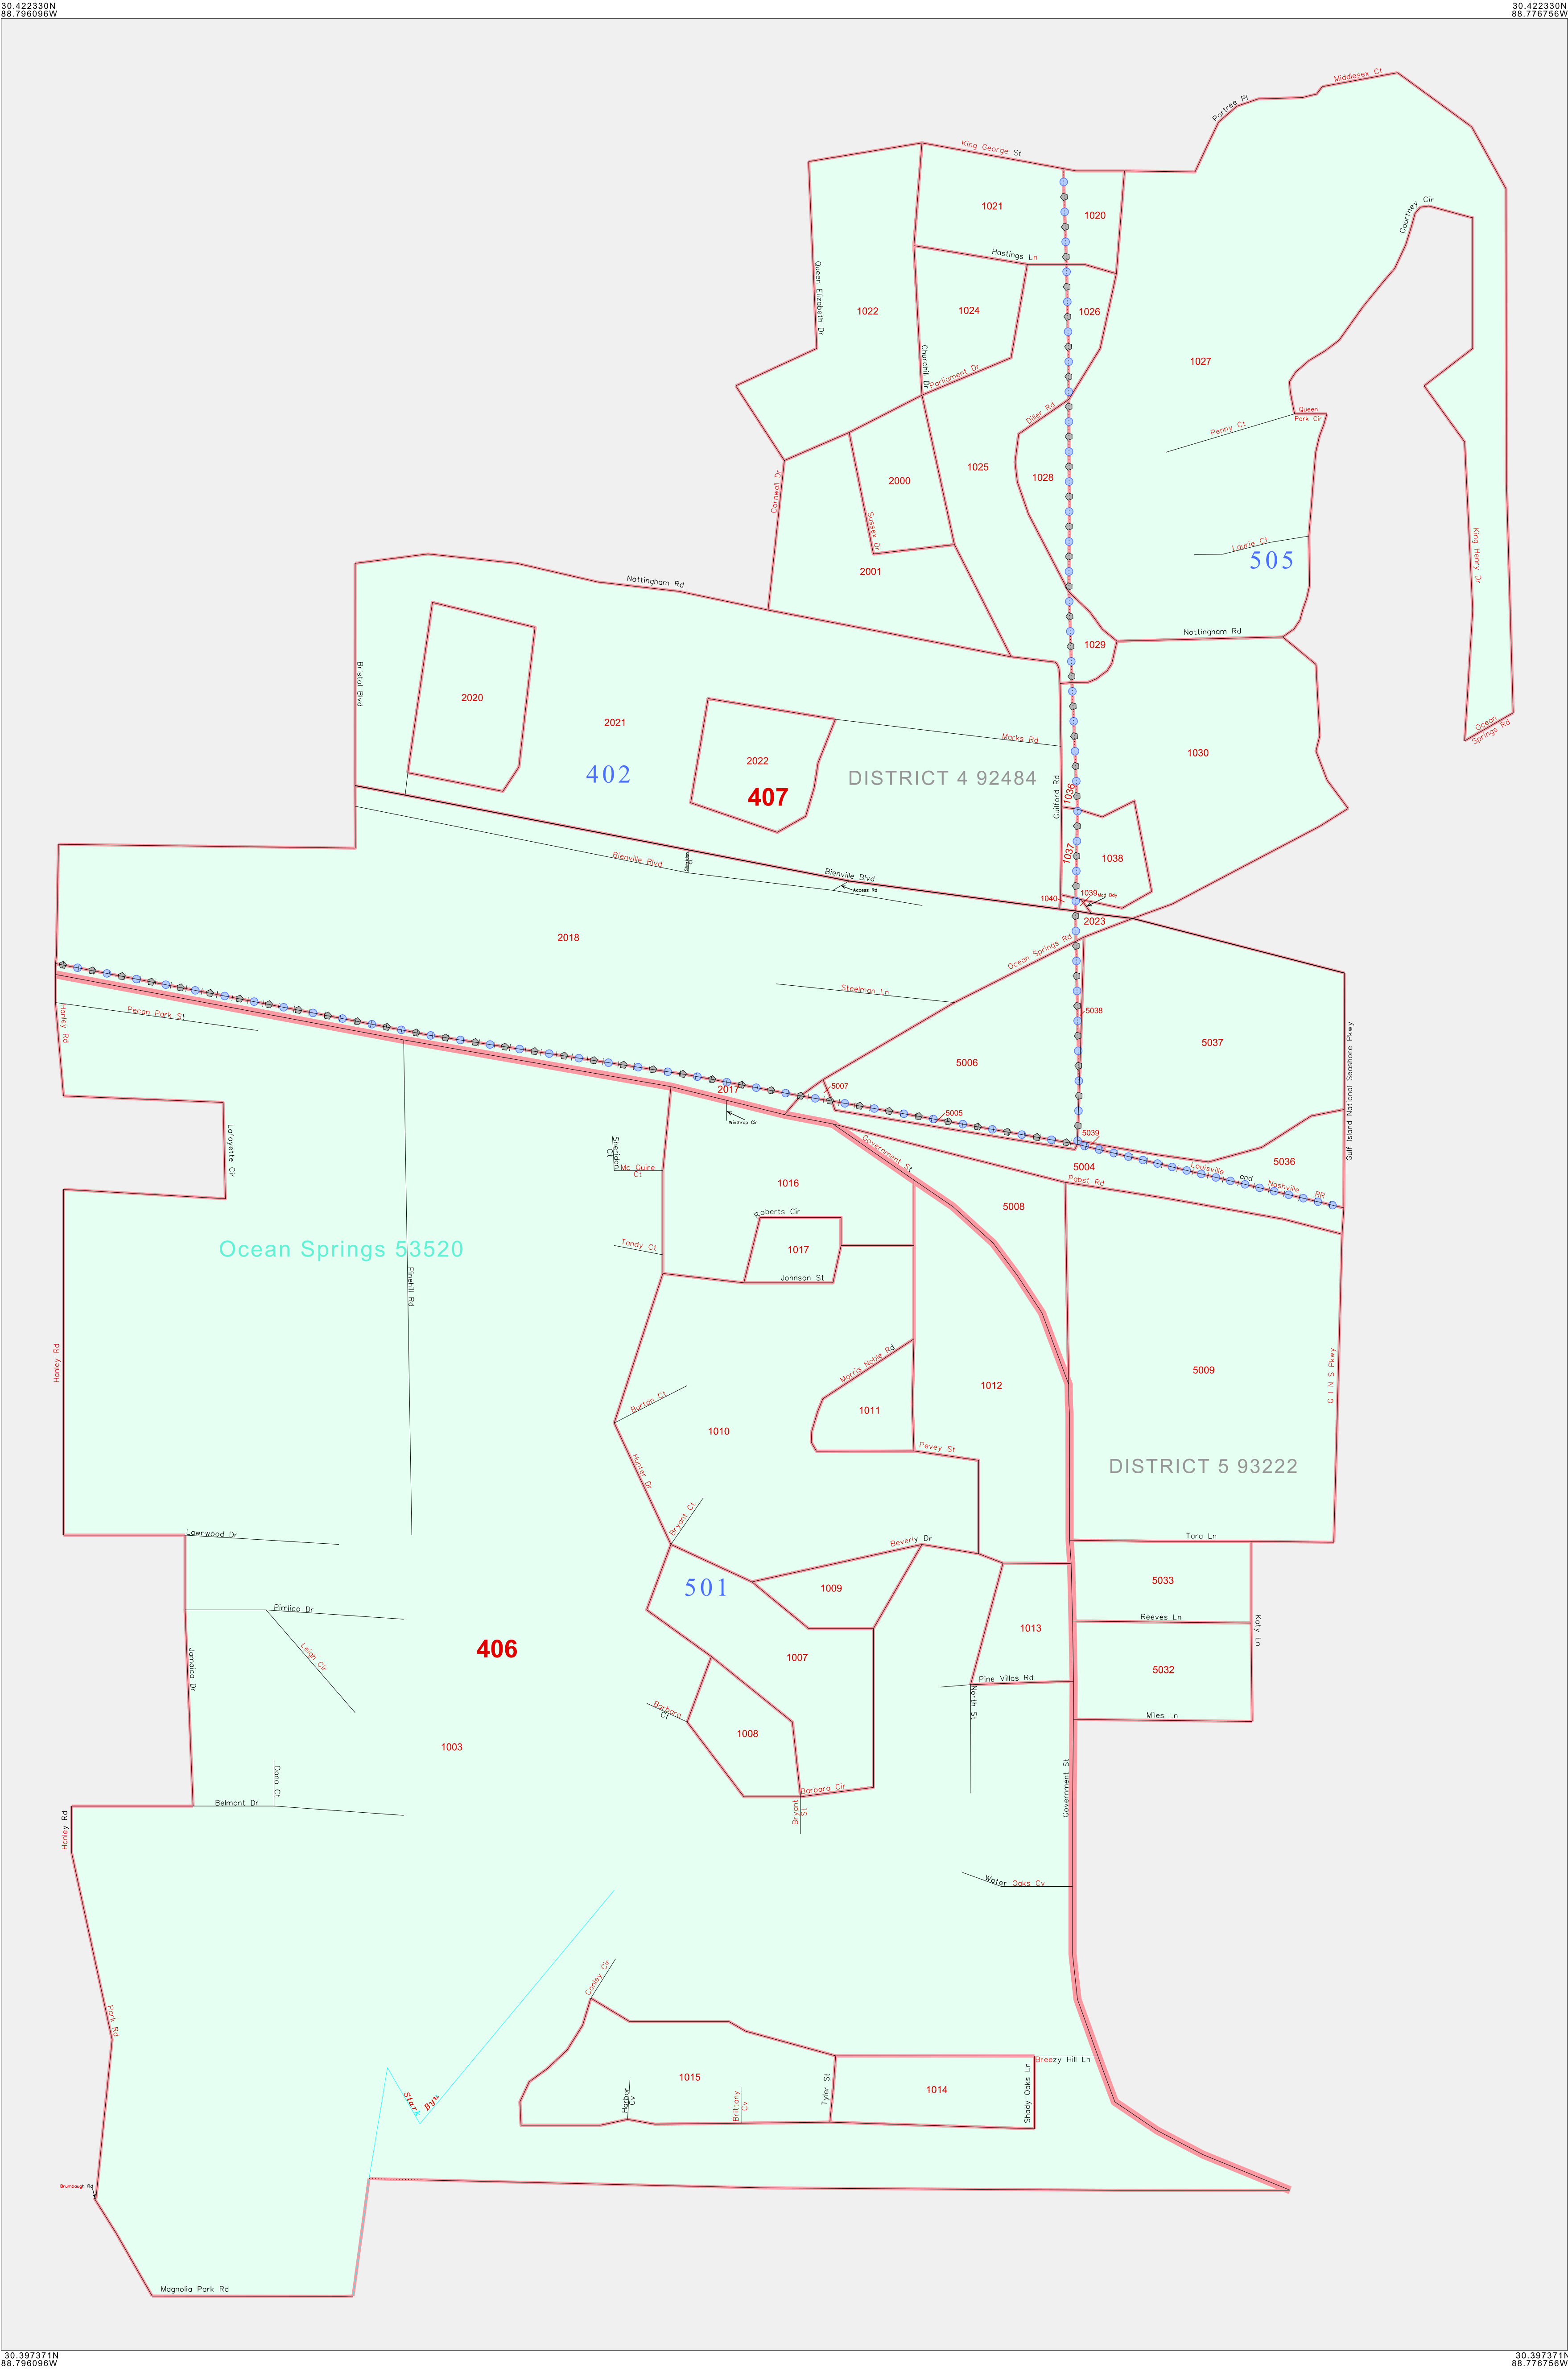 30.422330N
88.796096W
30.422330N
88.776756W
Middlesex Ct
Portree Pl
King George St
Courtney Cir
1021
1020
Hastings Ln
Queen Elizabeth Dr
1022
1024
1026
1027
Churchill Dr
Parliament Dr
Diller Rd
Queen
Park Cir
Penny Ct
Cornwall Dr
2000
1025
1028
Sussex Dr
King Henry Dr
Laurie Ct
505
2001
Nottingham Rd
Nottingham Rd
1029
Bristol Blvd
2020
2021
Marks Rd
Ocean
Springs Rd
2022
1030
402
407
DISTRICT 4 92484
Guilford Rd
1036
1037
1038
Bienville Blvd
Sheridan
Ct
Bienville Blvd
Access Rd
1040
1039
Mcd Bdy
2023
2018
Ocean Springs Rd
Steelman Ln
Hanley Rd
Pecan Park St
5038
5037
Gulf Island National Seashore Pkwy
5006
2017
5007
5005
Winthrop Cir
5039
Lafayette Cir
Sheridan
Ct
Mc Guire
Ct
Government St
5004
Louisville and Nashville RR
5036
Pabst Rd
1016
5008
Roberts Cir
Ocean Springs 53520
Tandy Ct
1017
Johnson St
Pinehill Rd
Hanley Rd
Morris Noble Rd
5009
G I N S Pkwy
Burton Ct
1011
1012
1010
Pevey St
Hunter Dr
DISTRICT 5 93222
Bryant Ct
Lawnwood Dr
Beverly Dr
Tara Ln
501
1009
5033
Pimlico Dr
Reeves Ln
Katy Ln
Leigh Cir
406
1013
Jamaica Dr
1007
5032
Pine Villas Rd
North St
Barbara
Ct
Miles Ln
1008
1003
Dana Ct
Barbara Cir
Government St
Belmont Dr
Bryant
St
Hanley Rd
Water Oaks Cv
Conley Cir
Park Rd
Breezy Hill Ln
1015
1014
Shady Oaks Ln
Tyler St
Harbor
Cv
Brittany
Cv
Stark Byu
Brumbaugh Rd
Magnolia Park Rd
30.397371N
88.796096W
30.397371N
88.776756W